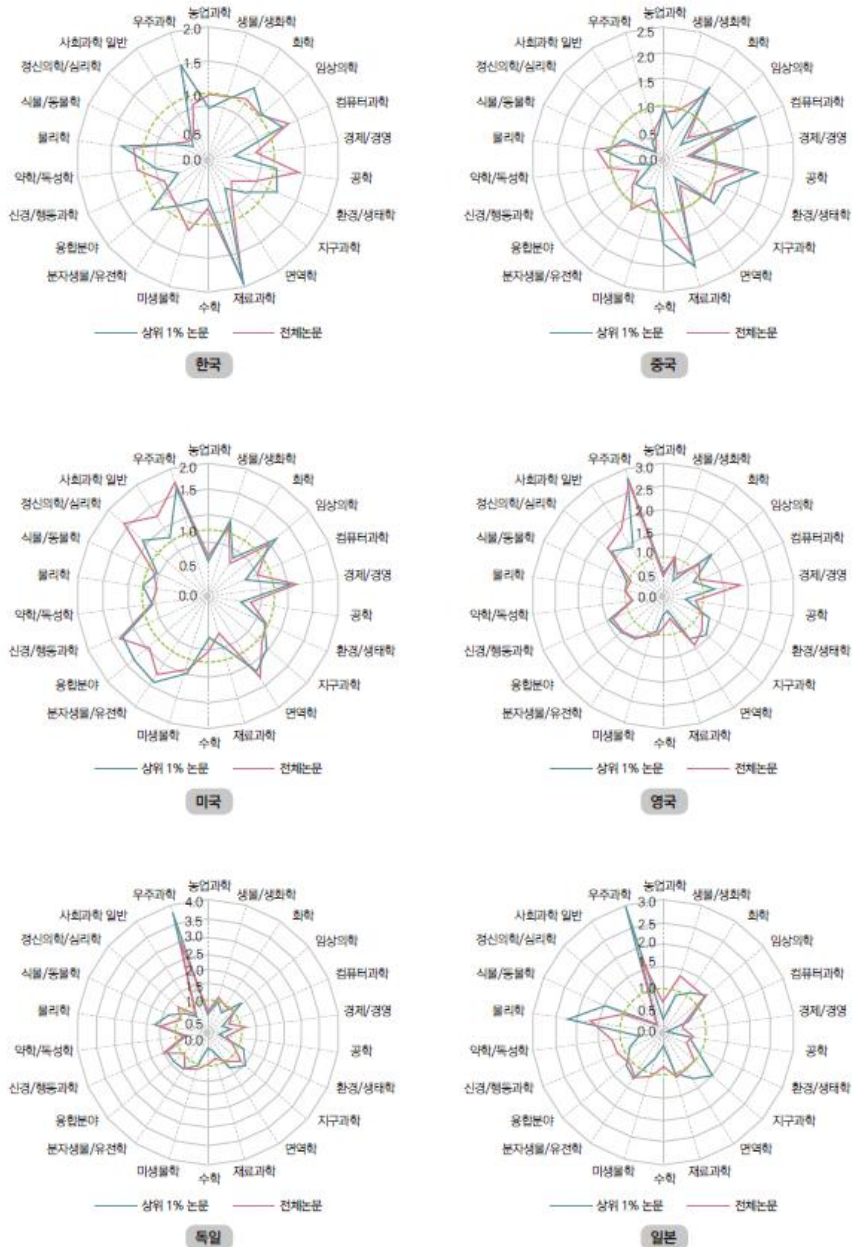 농업과학
생물/생화학
화학
임상의학
컴퓨터과학
경제/경영
공학
환경/생태학
지구과학
면역학
재료과학
수학
미생물학
분자생물/유전학
융합분야
신경/행동과학
약학/독성학
물리학
식물/동물학
정신의학/심리학
사회과학 일반
우주과학
2.0
1.5
1.0
0.5
0.0
상위 1% 논문 전체논문
한국
농업과학
생물/생화학
화학
임상의학
컴퓨터과학
경제/경영
공학
환경/생태학
지구과학
면역학
재료과학
수학
미생물학
분자생물/유전학
융합분야
신경/행동과학
약학/독성학
물리학
식물/동물학
정신의학/심리학
사회과학 일반
우주과학
2.5
2.0
1.5
1.0
0.5
0.0
상위 1% 논문 전체논문
중국
농업과학
생물/생화학
화학
임상의학
컴퓨터과학
경제/경영
공학
환경/생태학
지구과학
면역학
재료과학
수학
미생물학
분자생물/유전학
융합분야
신경/행동과학
약학/독성학
물리학
식물/동물학
정신의학/심리학
사회과학 일반
우주과학
2.0
1.5
1.0
0.5
0.0
상위 1% 논문 전체논문
미국
농업과학
생물/생화학
화학
임상의학
컴퓨터과학
경제/경영
공학
환경/생태학
지구과학
면역학
재료과학
수학
미생물학
분자생물/유전학
융합분야
신경/행동과학
약학/독성학
물리학
식물/동물학
정신의학/심리학
사회과학 일반
우주과학
3.0
2.5
2.0
1.5
1.0
0.5
0.0
상위 1% 논문 전체논문
영국
농업과학
생물/생화학
화학
임상의학
컴퓨터과학
경제/경영
공학
환경/생태학
지구과학
면역학
재료과학
수학
미생물학
분자생물/유전학
융합분야
신경/행동과학
약학/독성학
물리학
식물/동물학
정신의학/심리학
사회과학 일반
우주과학
4.0
3.5
3.0
2.5
2.0
1.5
1.0
0.5
0.0
상위 1% 논문 전체논문
독일
농업과학
생물/생화학
화학
임상의학
컴퓨터과학
경제/경영
공학
환경/생태학
지구과학
면역학
재료과학
수학
미생물학
분자생물/유전학
융합분야
신경/행동과학
약학/독성학
물리학
식물/동물학
정신의학/심리학
사회과학 일반
우주과학
3.0
2.5
2.0
1.5
1.0
0.5
0.0
상위 1% 논문 전체논문
일본